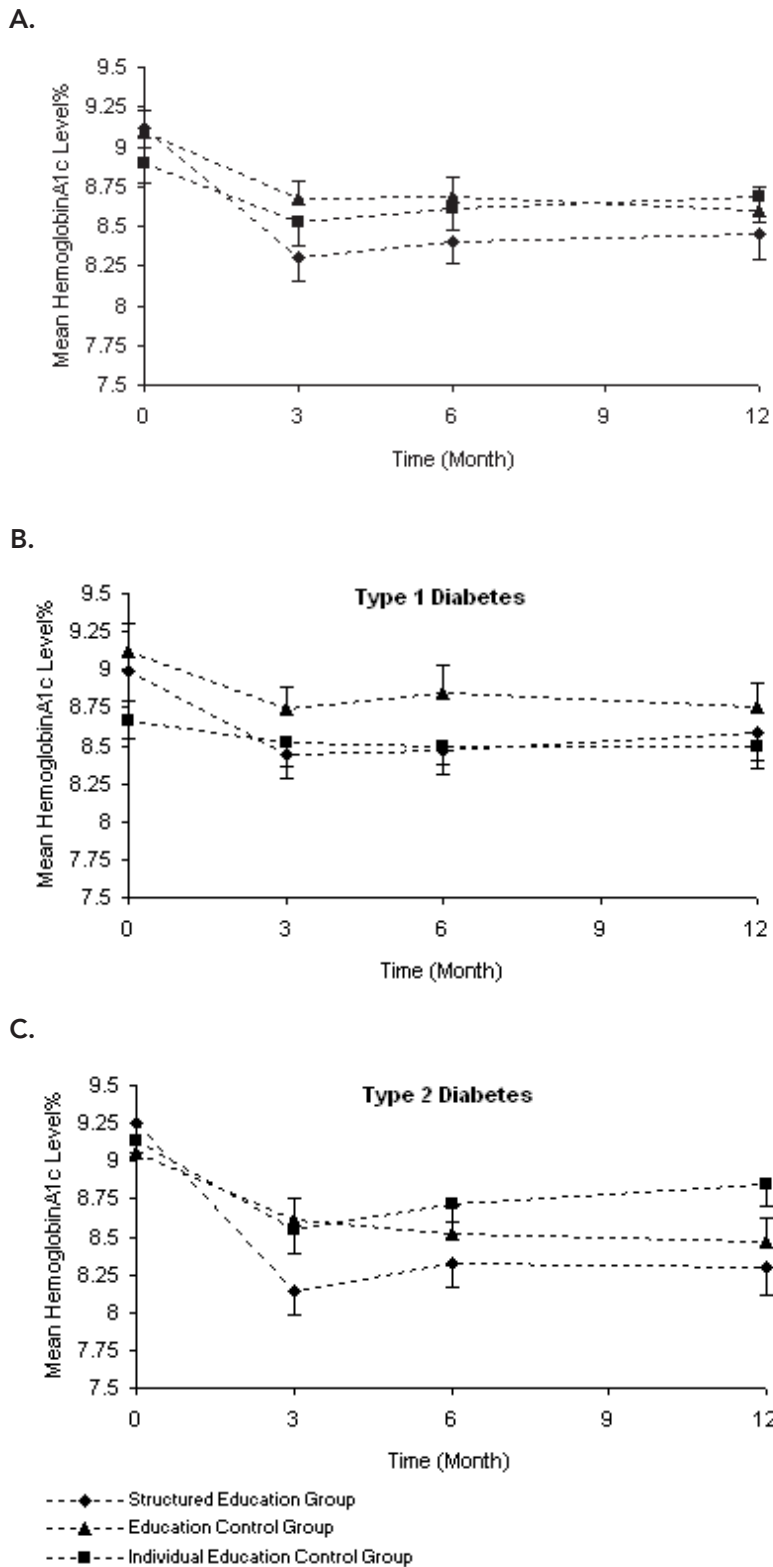 A.
Mean HemoglobinA1c Level%
9.5
9.25
9
8.75
8.5
8.25
8
7.75
7.5
0 3 6 9 12
Time (Month)
B.
Type 1 Diabetes
Mean HemoglobinA1c Level%
9.5
9.25
9
8.75
8.5
8.25
8
7.75
7.5
0 3 6 9 12
Time (Month)
C.
Type 2 Diabetes
Mean HemoglobinA1c Level%
9.5
9.25
9
8.75
8.5
8.25
8
7.75
7.5
0 3 6 9 12
Time (Month)
Structured Education Group
Education Control Group
Individual Education Control Group